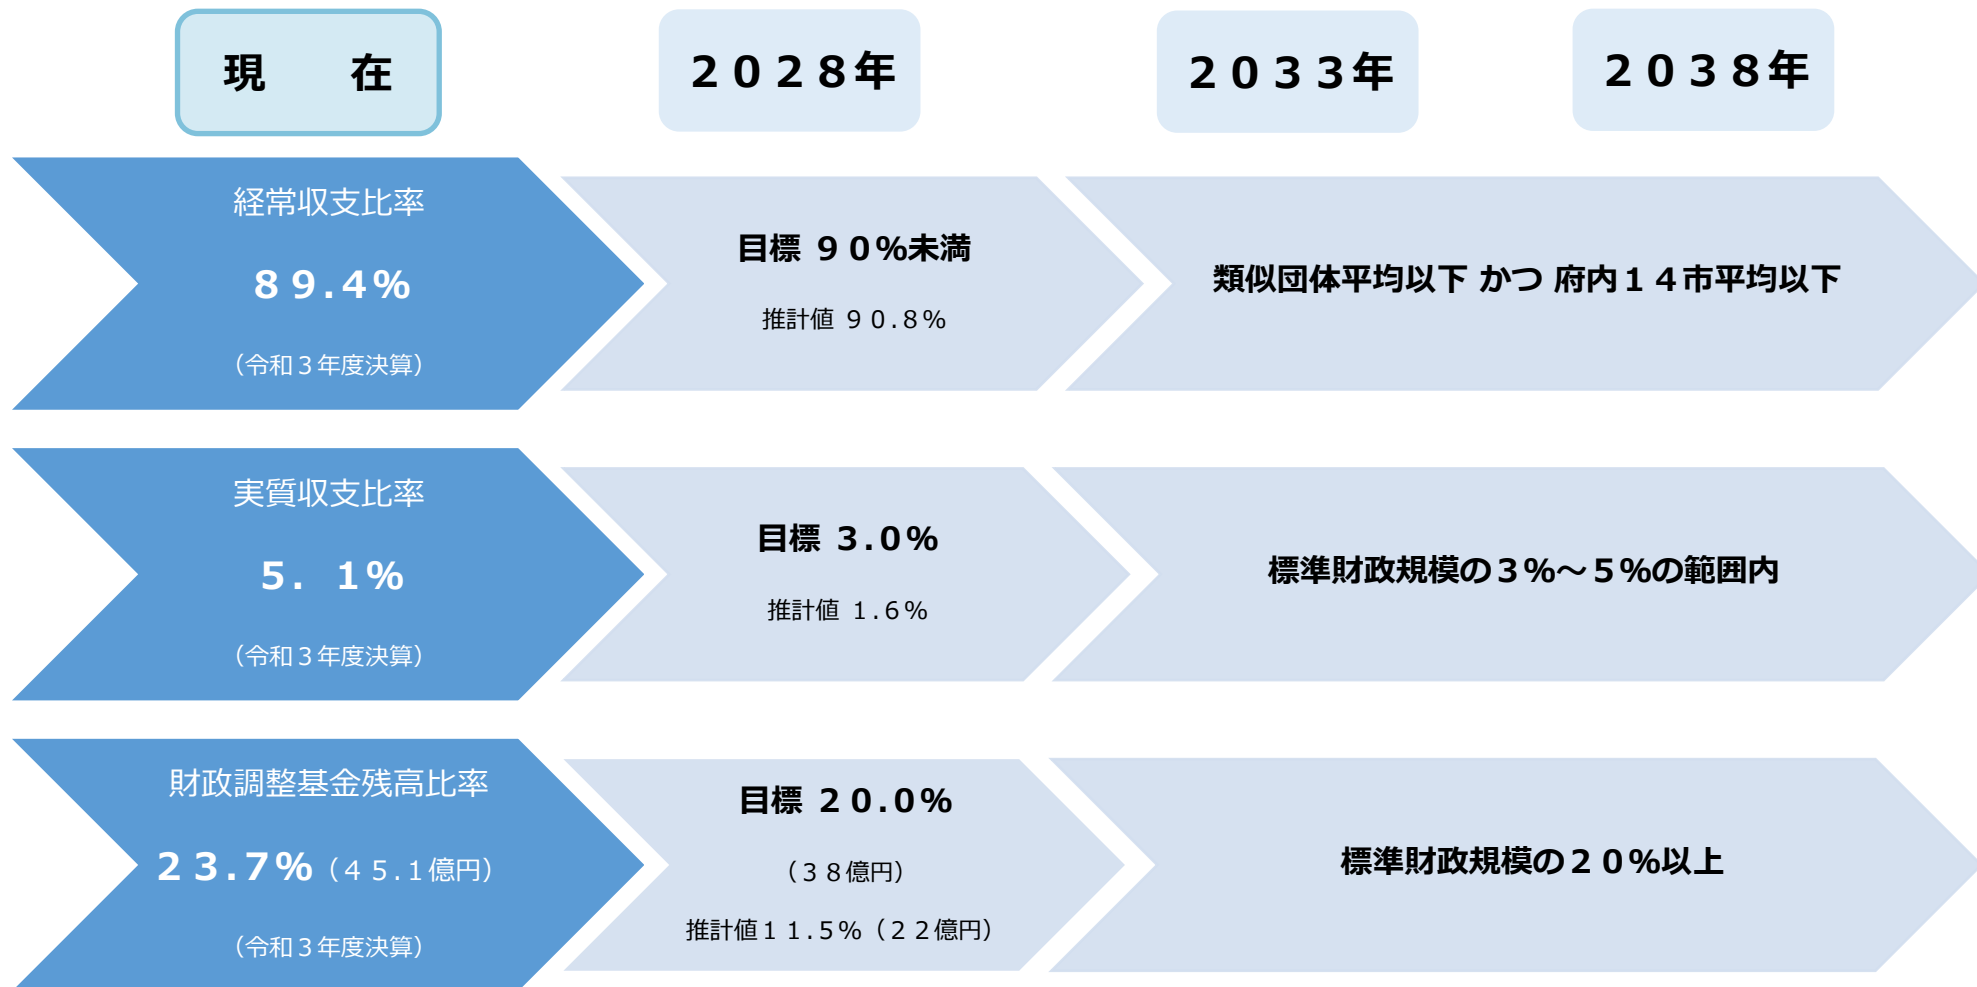 現　在
２０２８年
２０３３年
２０３８年
経常収支比率
８９.４%
（令和３年度決算）
目標 ９０%未満
推計値 ９０.８%
類似団体平均以下 かつ 府内１４市平均以下
実質収支比率
５. １%
（令和３年度決算）
目標 ３.０%
推計値 １.６%
標準財政規模の３%～５%の範囲内
財政調整基金残高比率
２３.７%（４５.１億円）
（令和３年度決算）
目標 ２０.０%
（３８億円）
推計値１１.５%（２２億円）
標準財政規模の２０%以上